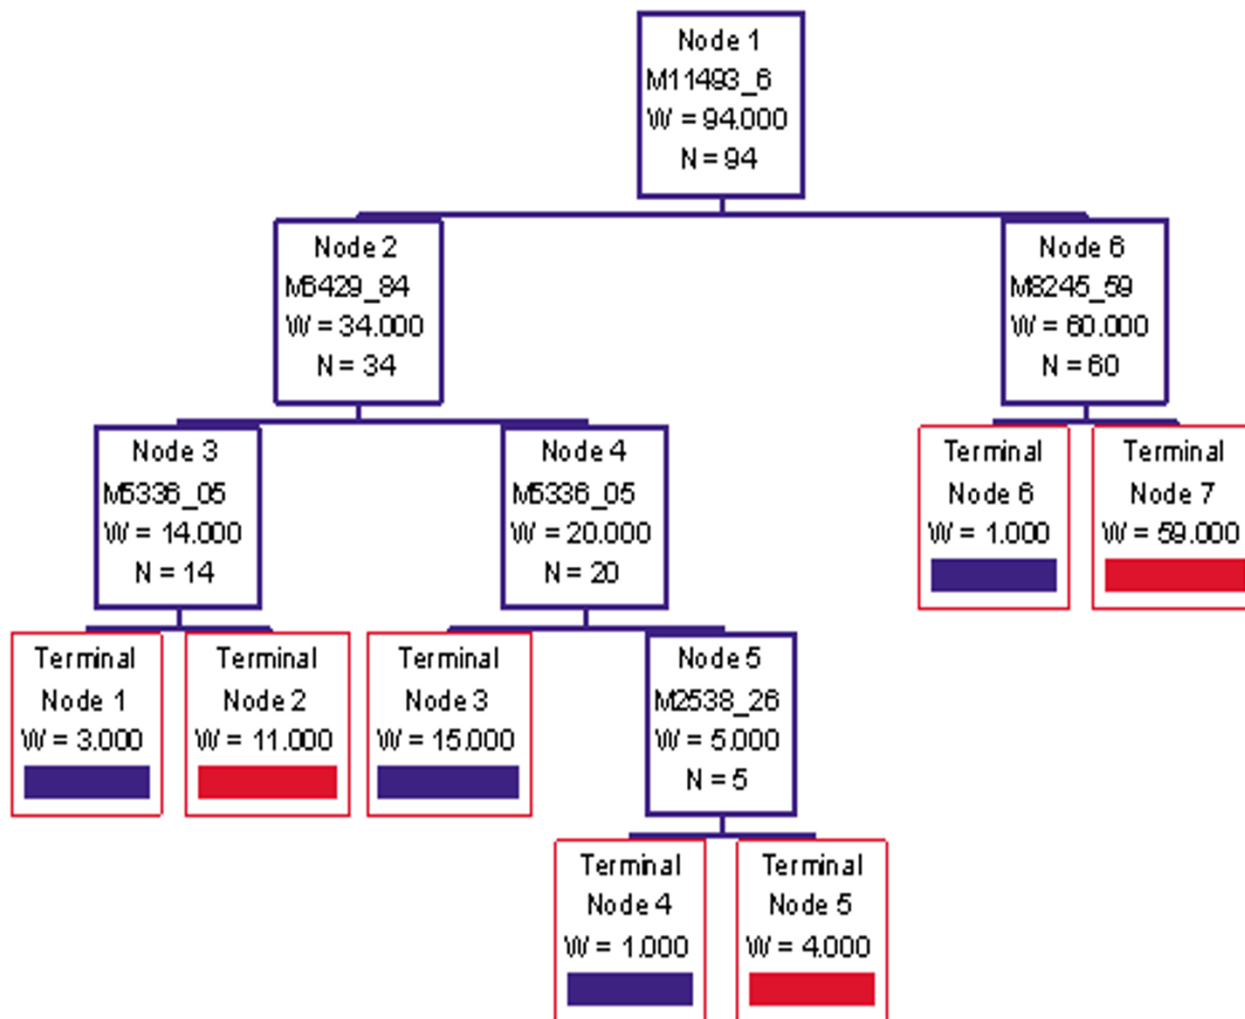 Node 1
M11493_6
W = 94.000
N = 94
Node 2
M6429_84
W = 34.000
N = 34
Node 6
M8245_59
W = 60.000
N = 60
Node 3
M5336_05
W = 14.000
N = 14
Node 4
M5336_05
W = 20.000
N = 20
Terminal
Node 6
W = 1.000
Terminal
Node 7
W = 59.000
Terminal
Node 1
W = 3.000
Terminal
Node 2
W = 11.000
Terminal
Node 3
W = 15.000
Node 5
M2538_26
W = 5.000
N = 5
Terminal
Node 4
W = 1.000
Terminal
Node 5
W = 4.000